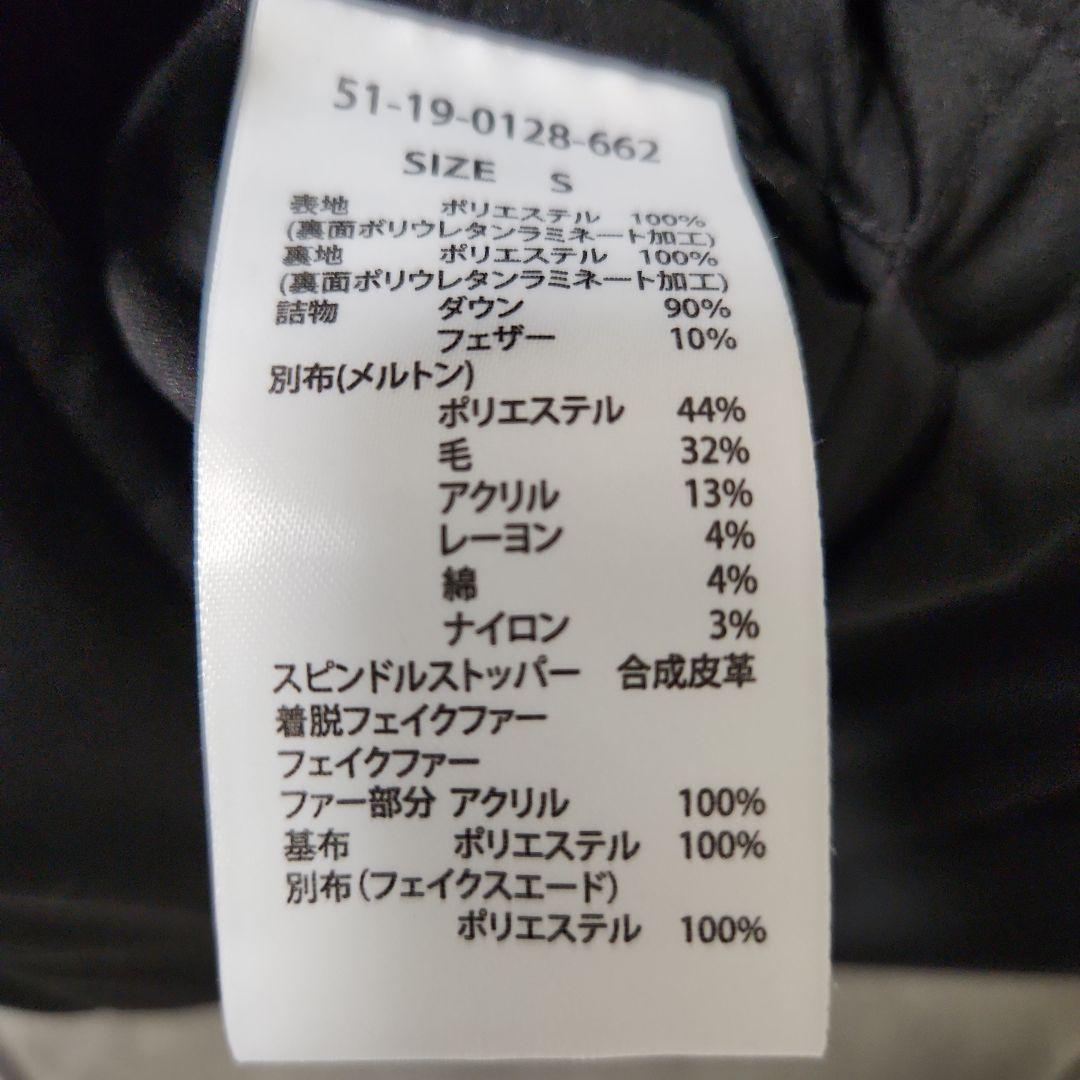 51-19-0128-662
SIZE S
表地 ポリエステル 100%
(裏面ポリウレタンラミネート加工)
裏地 ポリエステル 100%
(裏面ポリウレタンラミネート加工)
詰物 ダウン 90%
フェザー 10%
別布(メルトン)
ポリエステル 44%
毛 32%
アクリル 13%
レーヨン 4%
綿 4%
ナイロン 3%
スピンドルストッパー 合成皮革
着脱フェイクファー
フェイクファー
ファー部分 アクリル 100%
基布 ポリエステル 100%
別布(フェイクスエード)
ポリエステル 100%